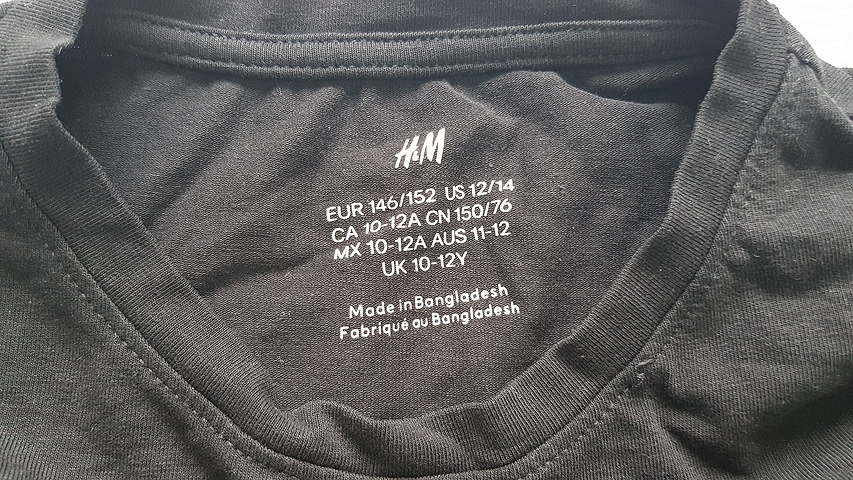 H&M
EUR 146/152 US 12/14
CA 10-12A CN 150/76
MX 10-12A AUS 11-12
UK 10-12Y
Made in Bangladesh
Fabriqué au Bangladesh